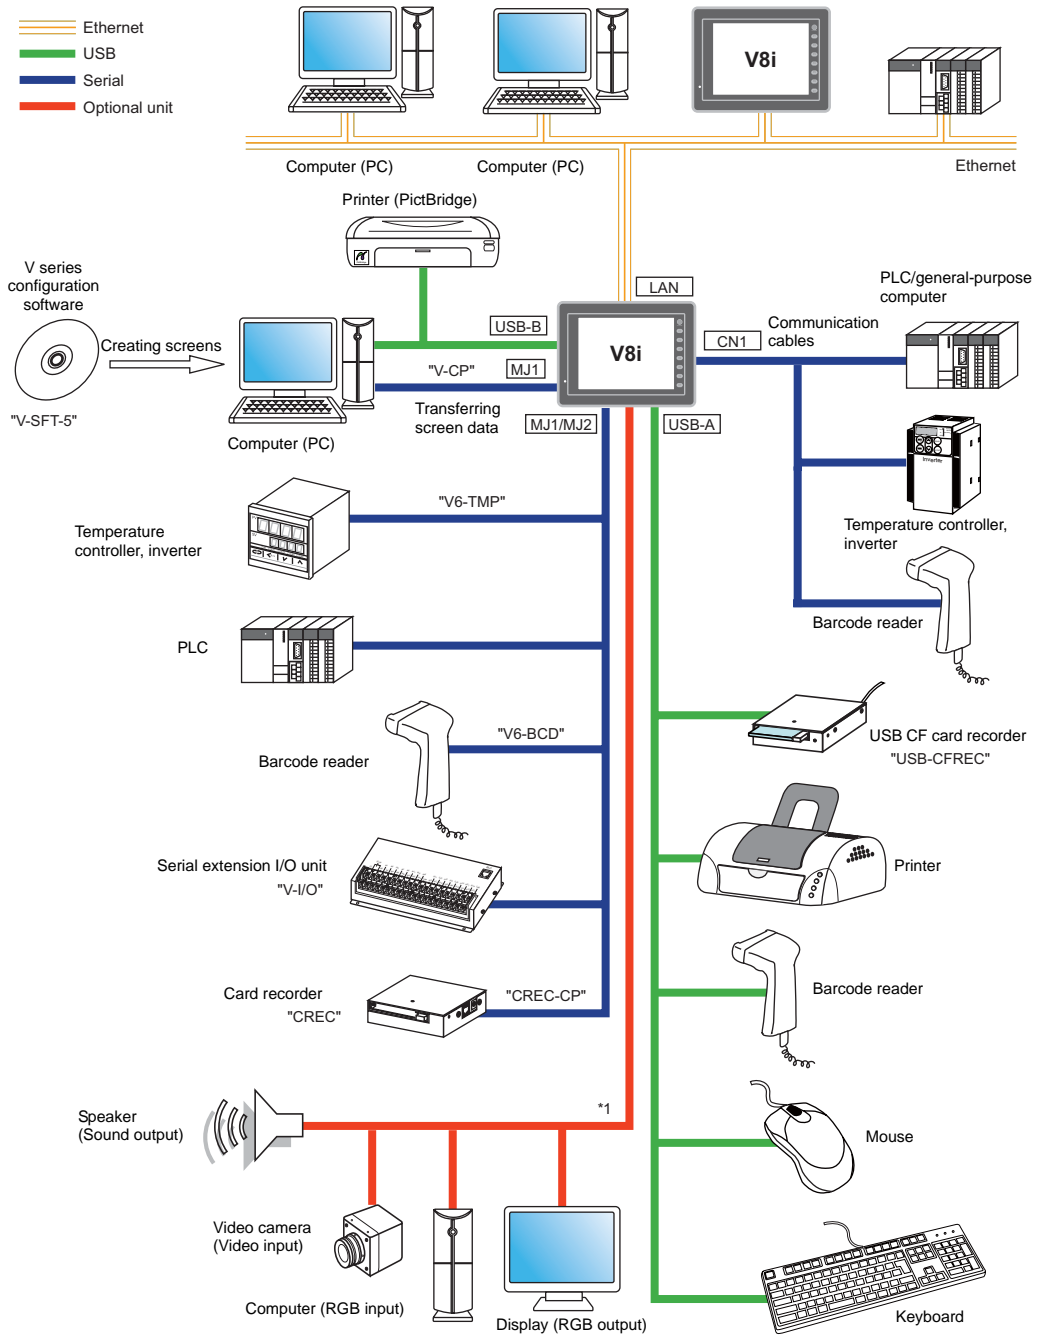 Ethernet
USB
Serial
Optional unit
V8i
Computer (PC)
Computer (PC)
Ethernet
Printer (PictBridge)
V series
configuration
software
LAN
PLC/general-purpose
computer
USB-B
Communication
cables
CN1
Creating screens
V8i
"V-CP"
MJ1
"V-SFT-5"
Transferring
screen data
MJ1/MJ2
USB-A
Computer (PC)
Inverter
"V6-TMP"
Temperature
controller, inverter
Temperature controller,
inverter
Barcode reader
PLC
"V6-BCD"
Barcode reader
USB CF card recorder
"USB-CFREC"
Serial extension I/O unit
"V-I/O"
Printer
Card recorder
"CREC"
"CREC-CP"
Barcode reader
*1
Speaker
(Sound output)
Mouse
Video camera
(Video input)
Computer (RGB input)
Display (RGB output)
Keyboard